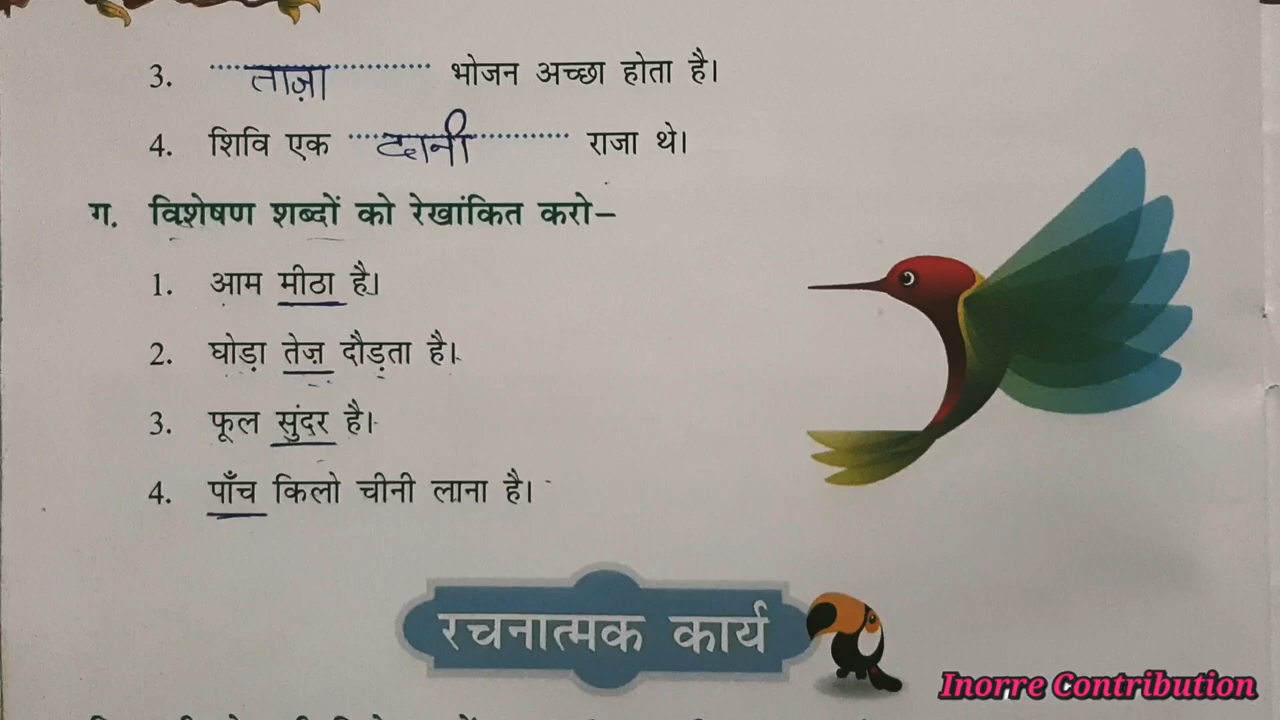 3. ताज़ा भोजन अच्छा होता है।
4. शिवि एक दानी राजा थे।
ग. विशेषण शब्दों को रेखांकित करो–
1. आम मीठा है।
2. घोड़ा तेज़ दौड़ता है।
3. फूल सुंदर है।
4. पाँच किलो चीनी लाना है।
रचनात्मक कार्य
Inorre Contribution